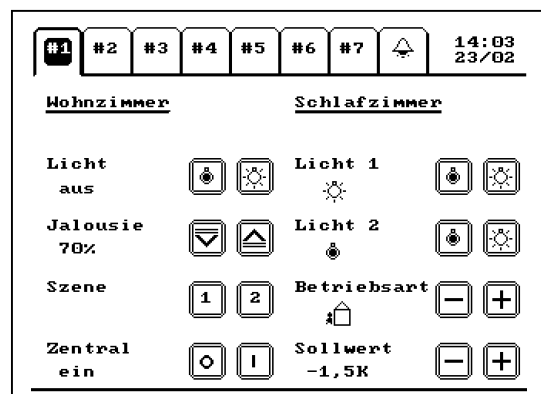 #1 #2 #3 #4 #5 #6 #7 14:03
23/02
Wohnzimmer Schlafzimmer
Licht Licht 1
aus
Jalousie Licht 2
70%
Szene 1 2 Betriebsart - +
Zentral O I Sollwert - +
ein -1,5K